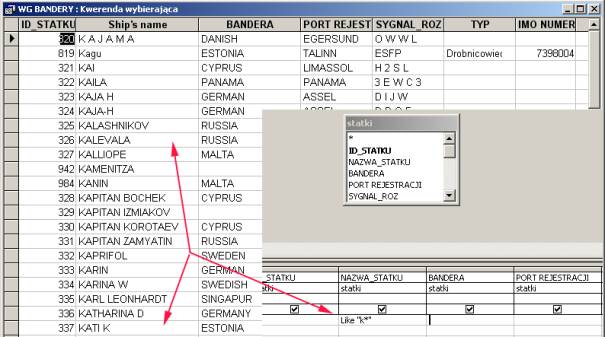 WG BANDERY : Kwerenda wybierająca
ID_STATKU Ship's name BANDERA PORT REJEST SYGNAL_ROZ TYP IMO NUMER
320 K A J A M A DANISH EGERSUND O W W L
819 Kagu ESTONIA TALINN ESFP Drobnicowiec 7398004
321 KAI CYPRUS LIMASSOL H 2 S L
322 KAILA PANAMA PANAMA 3 E W C 3
323 KAJA H GERMAN ASSEL D I J W
324 KAJA-H GERMAN ASSEL
325 KALASHNIKOV RUSSIA
326 KALEVALA RUSSIA
327 KALLIOPE MALTA
942 KAMENITZA
984 KANIN MALTA
328 KAPITAN BOCHEK CYPRUS
329 KAPITAN IZMIAKOV
330 KAPITAN KOROTAEV CYPRUS
331 KAPITAN ZAMYATIN RUSSIA
332 KAPRIFOL SWEDEN
333 KARIN GERMAN
334 KARINA W SWEDISH
335 KARL LEONHARDT SINGAPUR
336 KATHARINA D GERMANY
337 KATI K ESTONIA
statki
*
ID_STATKU
NAZWA_STATKU
BANDERA
PORT REJESTRACJI
SYGNAL_ROZ
_STATKU NAZWA_STATKU BANDERA PORT REJESTRACJI
statki statki statki statki
Like "k*"